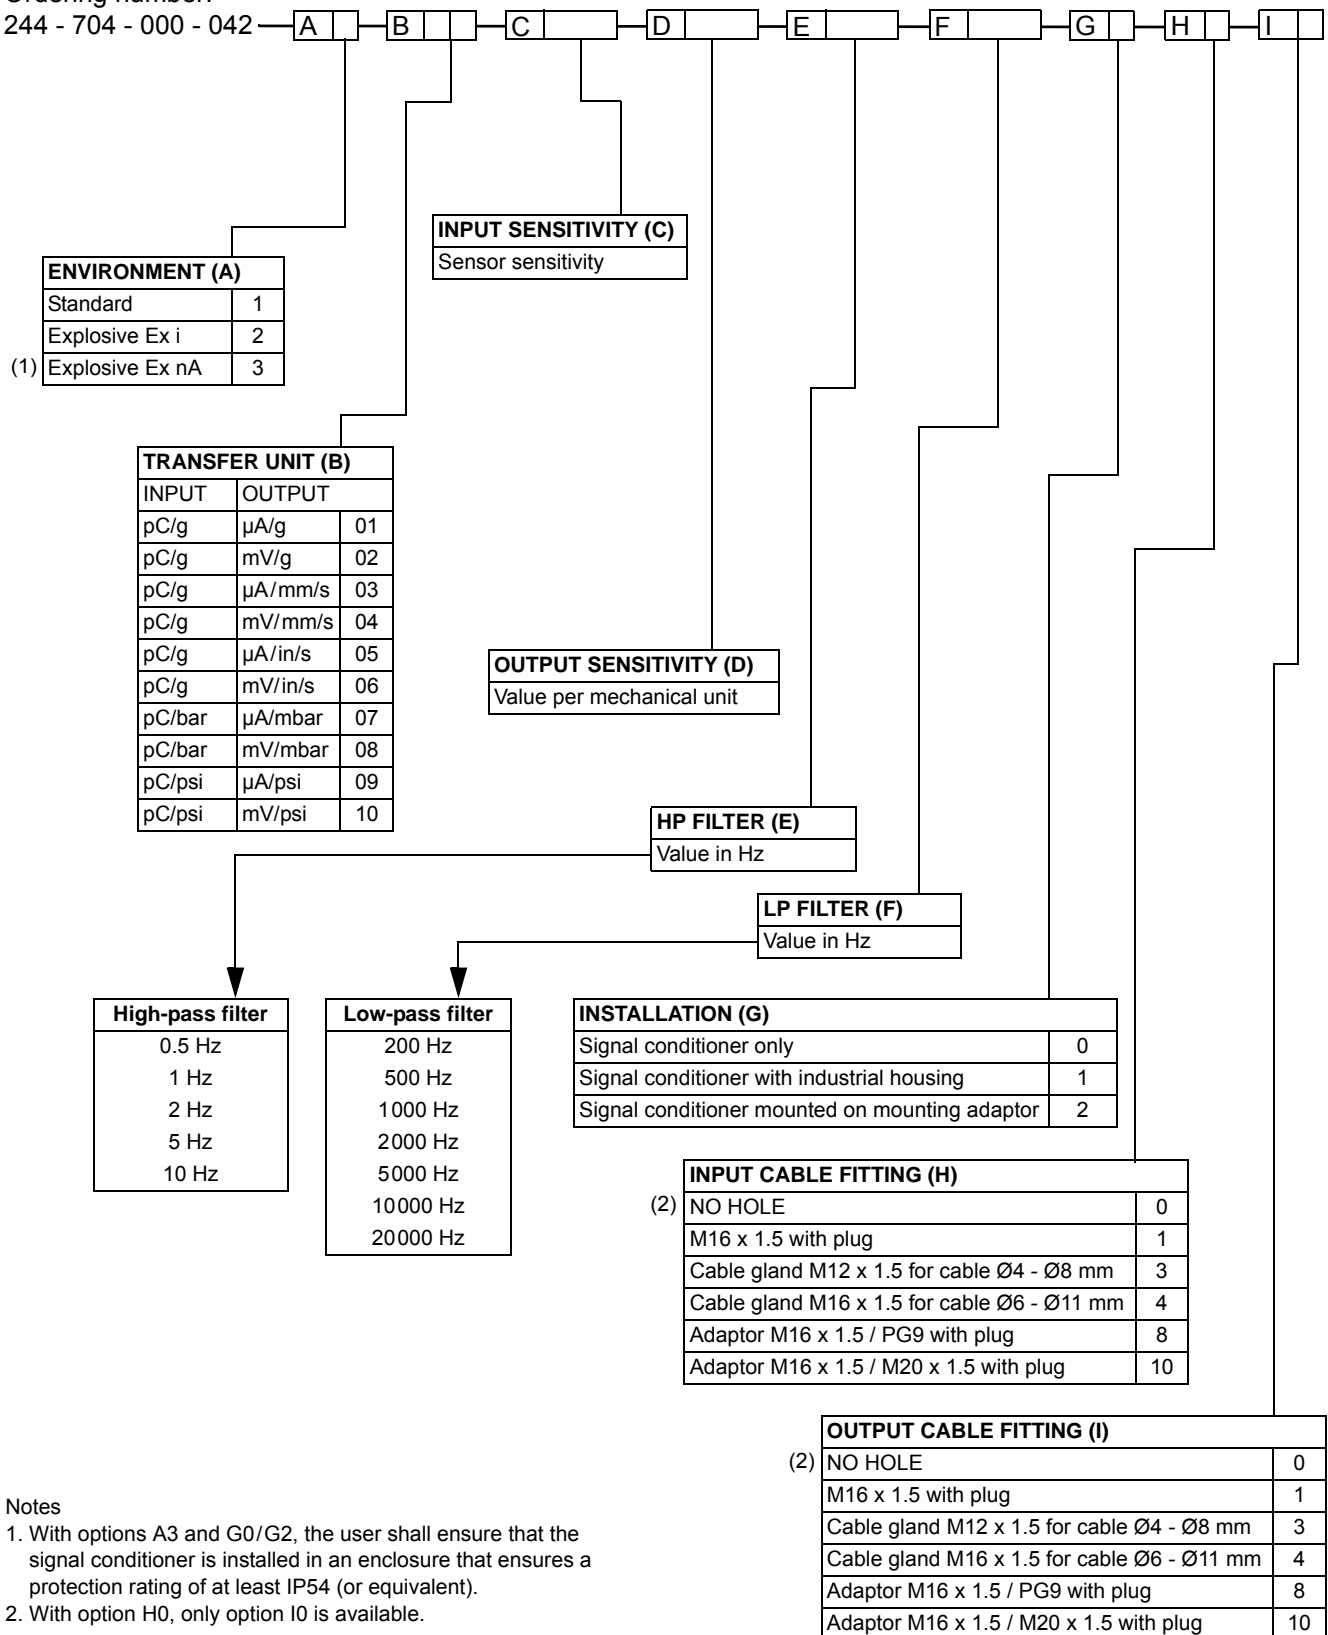 Ordering number:
244 - 704 - 000 - 042 A B C D E F G H I
INPUT SENSITIVITY (C)
Sensor sensitivity
ENVIRONMENT (A)
Standard 1
Explosive Ex i 2
(1) Explosive Ex nA 3
TRANSFER UNIT (B)
INPUT OUTPUT
pC/g µA/g 01
pC/g mV/g 02
pC/g µA/mm/s 03
pC/g mV/mm/s 04
pC/g µA/in/s 05
pC/g mV/in/s 06
pC/bar µA/mbar 07
pC/bar mV/mbar 08
pC/psi µA/psi 09
pC/psi mV/psi 10
OUTPUT SENSITIVITY (D)
Value per mechanical unit
HP FILTER (E)
Value in Hz
LP FILTER (F)
Value in Hz
High-pass filter
0.5 Hz
1 Hz
2 Hz
5 Hz
10 Hz
Low-pass filter
200 Hz
500 Hz
1000 Hz
2000 Hz
5000 Hz
10000 Hz
20000 Hz
INSTALLATION (G)
Signal conditioner only 0
Signal conditioner with industrial housing 1
Signal conditioner mounted on mounting adaptor 2
INPUT CABLE FITTING (H)
(2) NO HOLE 0
M16 x 1.5 with plug 1
Cable gland M12 x 1.5 for cable Ø4 - Ø8 mm 3
Cable gland M16 x 1.5 for cable Ø6 - Ø11 mm 4
Adaptor M16 x 1.5 / PG9 with plug 8
Adaptor M16 x 1.5 / M20 x 1.5 with plug 10
OUTPUT CABLE FITTING (I)
(2) NO HOLE 0
M16 x 1.5 with plug 1
Cable gland M12 x 1.5 for cable Ø4 - Ø8 mm 3
Cable gland M16 x 1.5 for cable Ø6 - Ø11 mm 4
Adaptor M16 x 1.5 / PG9 with plug 8
Adaptor M16 x 1.5 / M20 x 1.5 with plug 10
Notes
1. With options A3 and G0/G2, the user shall ensure that the
signal conditioner is installed in an enclosure that ensures a
protection rating of at least IP54 (or equivalent).
2. With option H0, only option I0 is available.